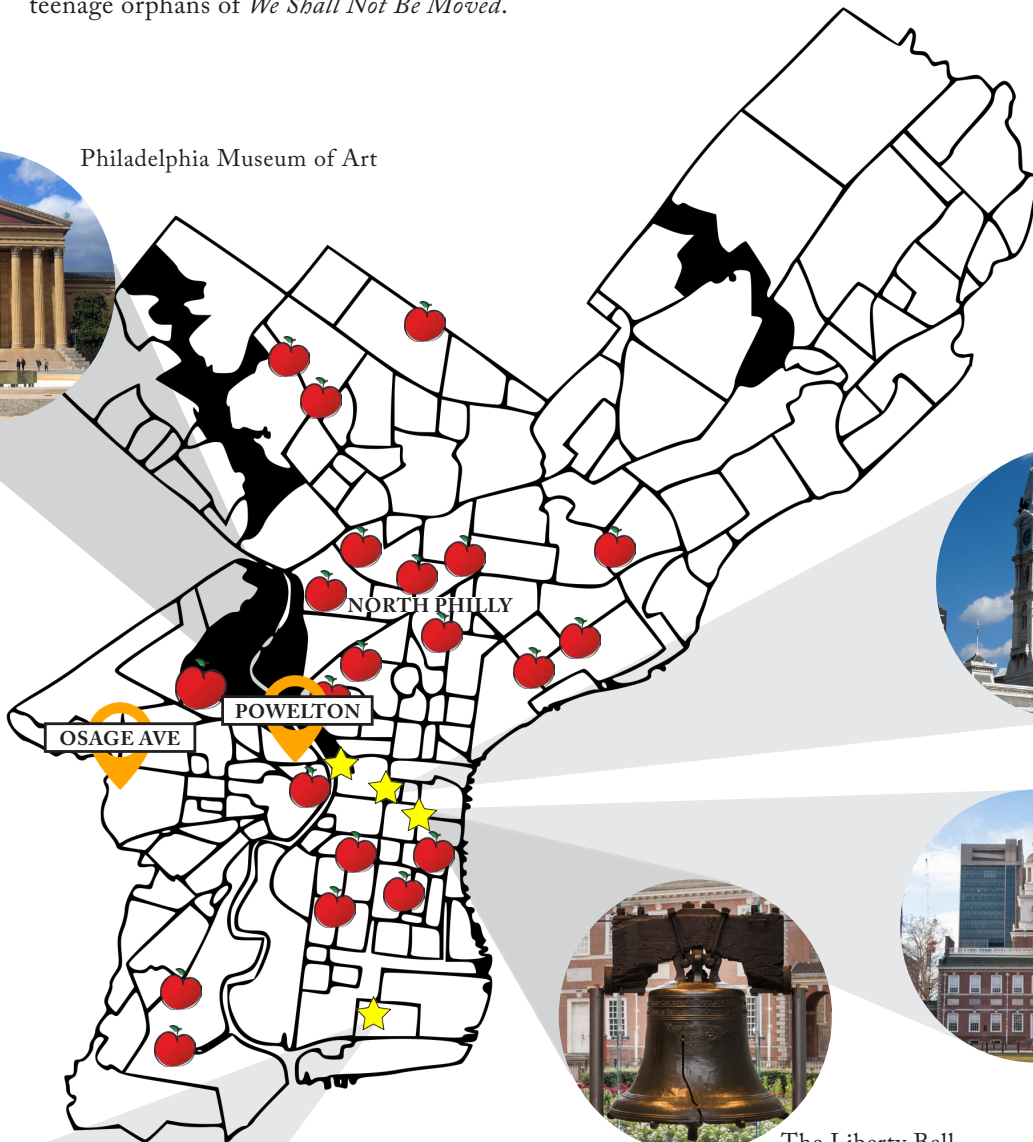 teenage orphans of We Shall Not Be Moved.
Philadelphia Museum of Art
NORTH PHILLY
POWELTON
OSAGE AVE
The Liberty Bell